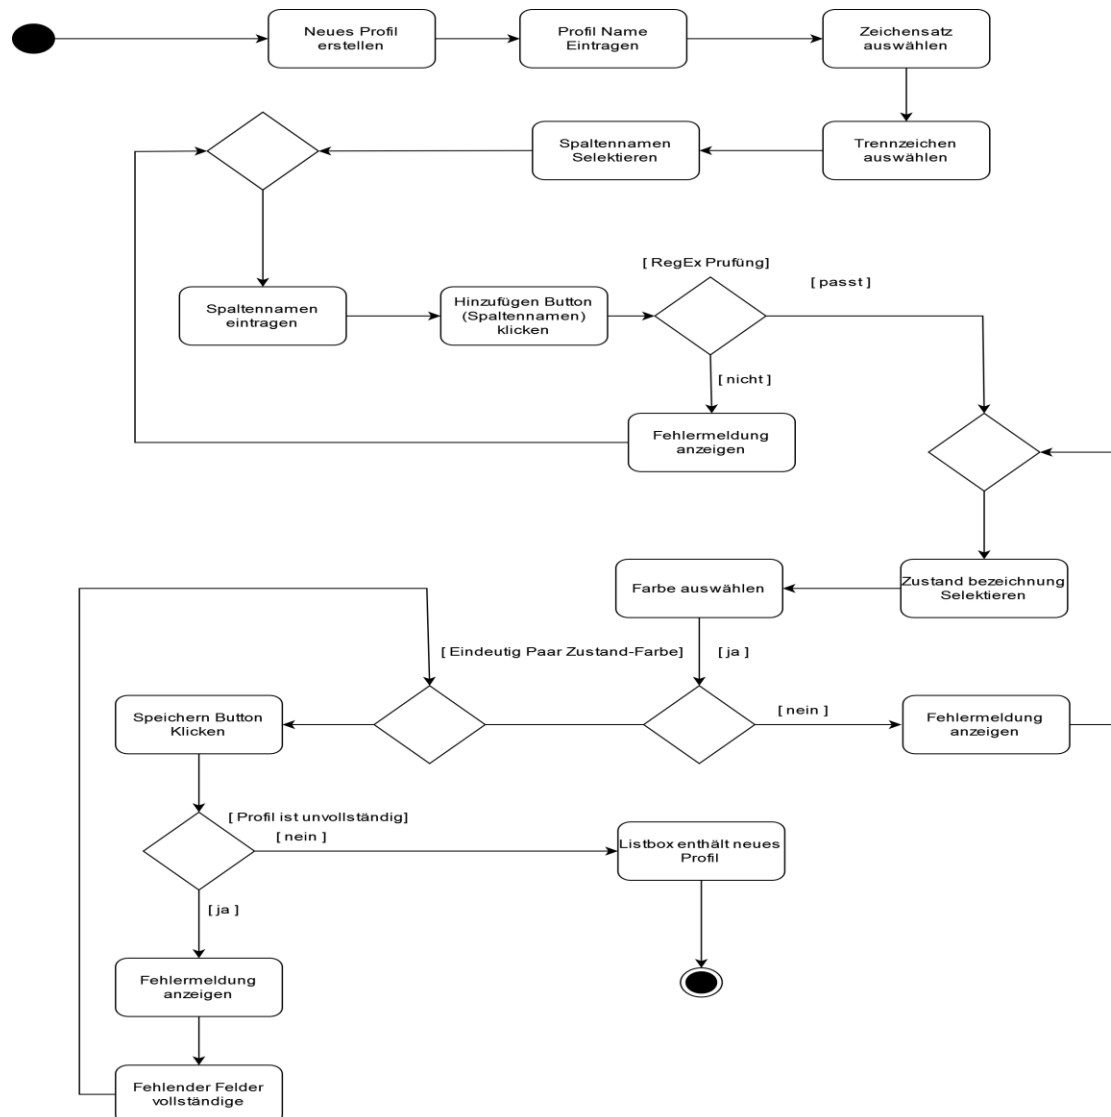 Neues Profil
erstellen
Profil Name
Eintragen
Zeichensatz
auswählen
Spaltennamen
Selektieren
Trennzeichen
auswählen
[ RegEx Prüfung]
[ passt ]
Spaltennamen
eintragen
Hinzufügen Button
(Spaltennamen)
klicken
[ nicht ]
Fehlermeldung
anzeigen
Farbe auswählen
Zustand bezeichnung
Selektieren
[ Eindeutig Paar Zustand-Farbe]
[ ja ]
Speichern Button
Klicken
[ nein ]
Fehlermeldung
anzeigen
[ Profil ist unvollständig]
[ nein ]
Listbox enthält neues
Profil
[ ja ]
Fehlermeldung
anzeigen
Fehlender Felder
vollständige